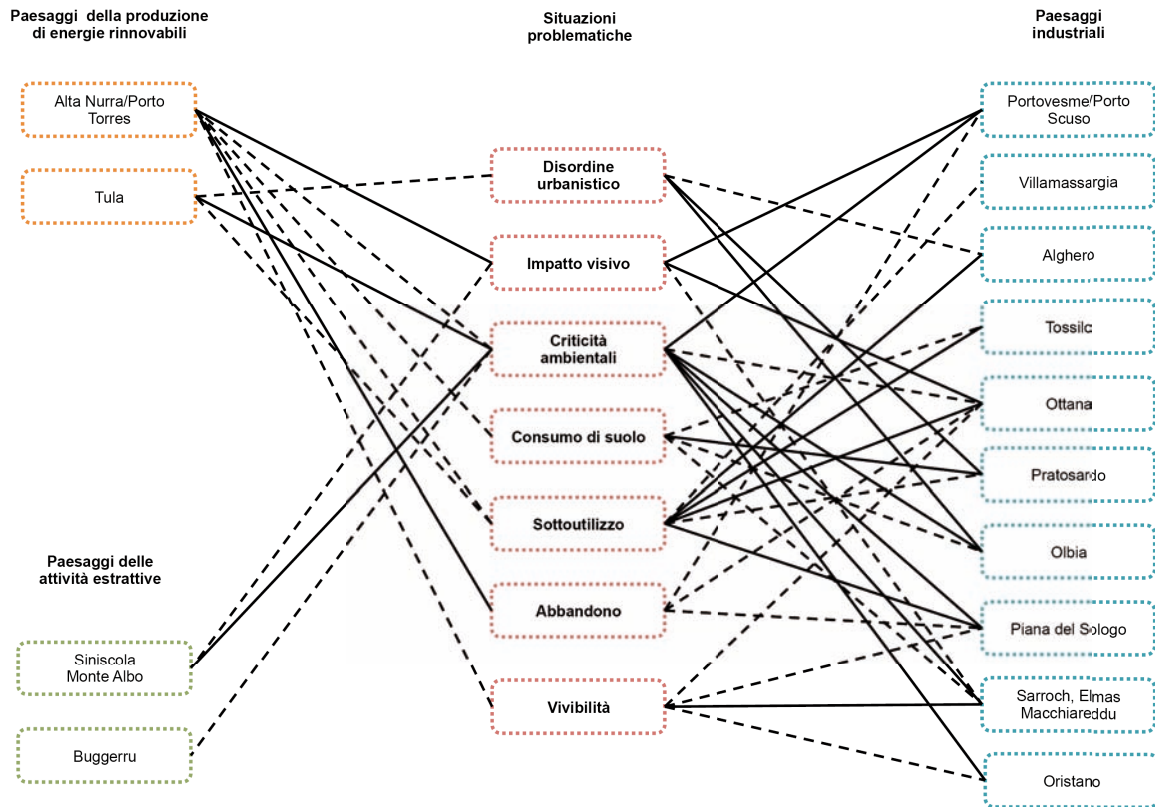 Paesaggi della produzione
di energie rinnovabili
Alta Nurra/Porto
Torres
Tula
Paesaggi delle
attività estrattive
Siniscola
Monte Albo
Buggerru
Situazioni
problematiche
Disordine
urbanistico
Impatto visivo
Criticità
ambientali
Consumo di suolo
Sottoutilizzo
Abbandono
Vivibilità
Paesaggi
industriali
Portovesme/Porto
Scuso
Villamassargia
Alghero
Tossilo
Ottana
Pratosardo
Olbia
Piana del Sologo
Sarroch, Elmas
Macchiareddu
Oristano